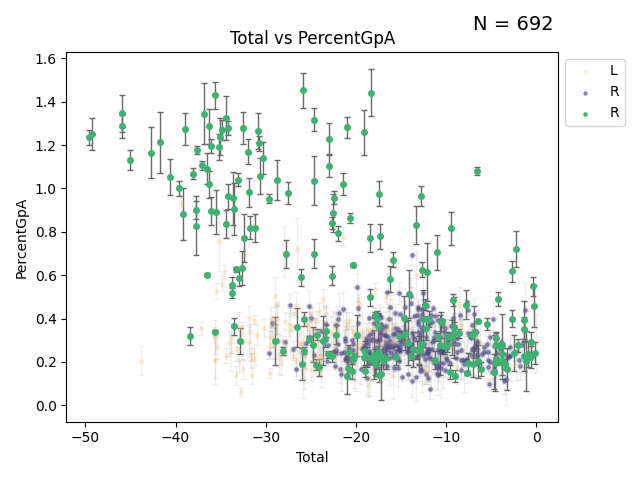 N = 692
Total vs PercentGpA
L
R
R
PercentGpA
1.6
1.4
1.2
1.0
0.8
0.6
0.4
0.2
0.0
−50 −40 −30 −20 −10 0
Total